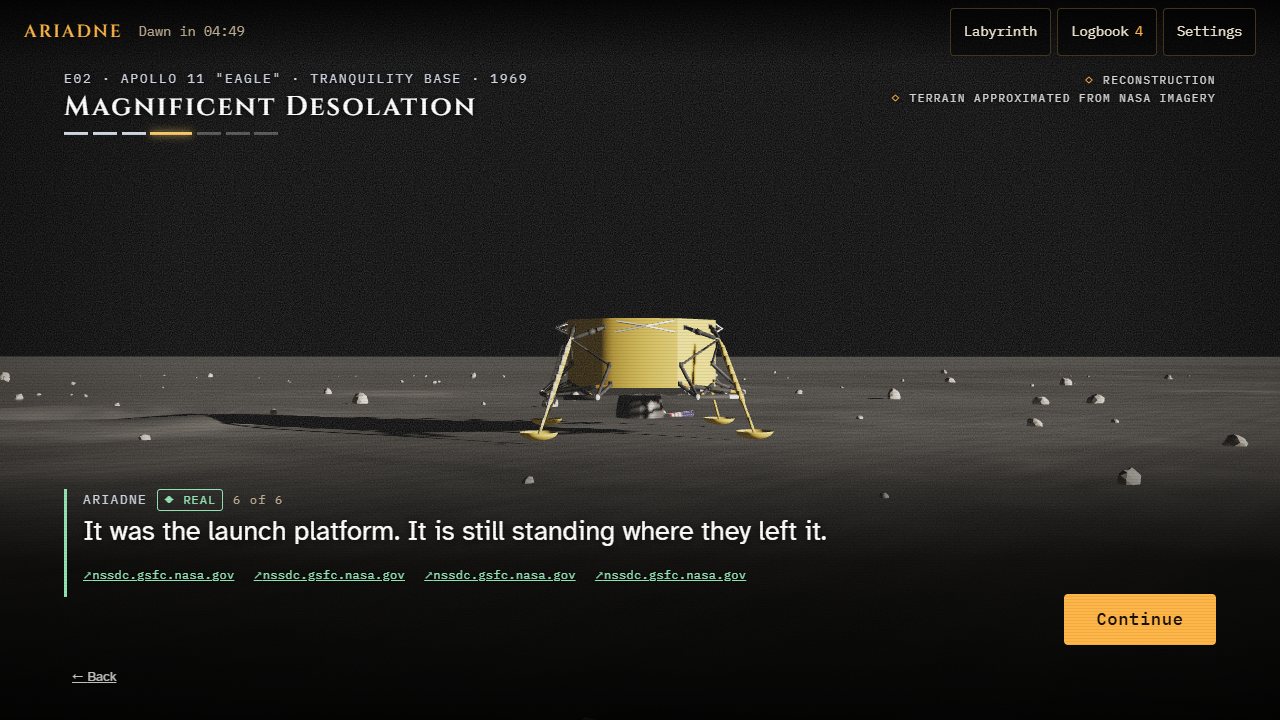 ARIADNE Dawn in 04:49 Labyrinth Logbook 4 Settings
E02 · APOLLO 11 "EAGLE" · TRANQUILITY BASE · 1969
Magnificent Desolation
◇ RECONSTRUCTION
◇ TERRAIN APPROXIMATED FROM NASA IMAGERY
ARIADNE ◆ REAL 6 of 6
It was the launch platform. It is still standing where they left it.
↗nssdc.gsfc.nasa.gov ↗nssdc.gsfc.nasa.gov ↗nssdc.gsfc.nasa.gov ↗nssdc.gsfc.nasa.gov
Continue
← Back